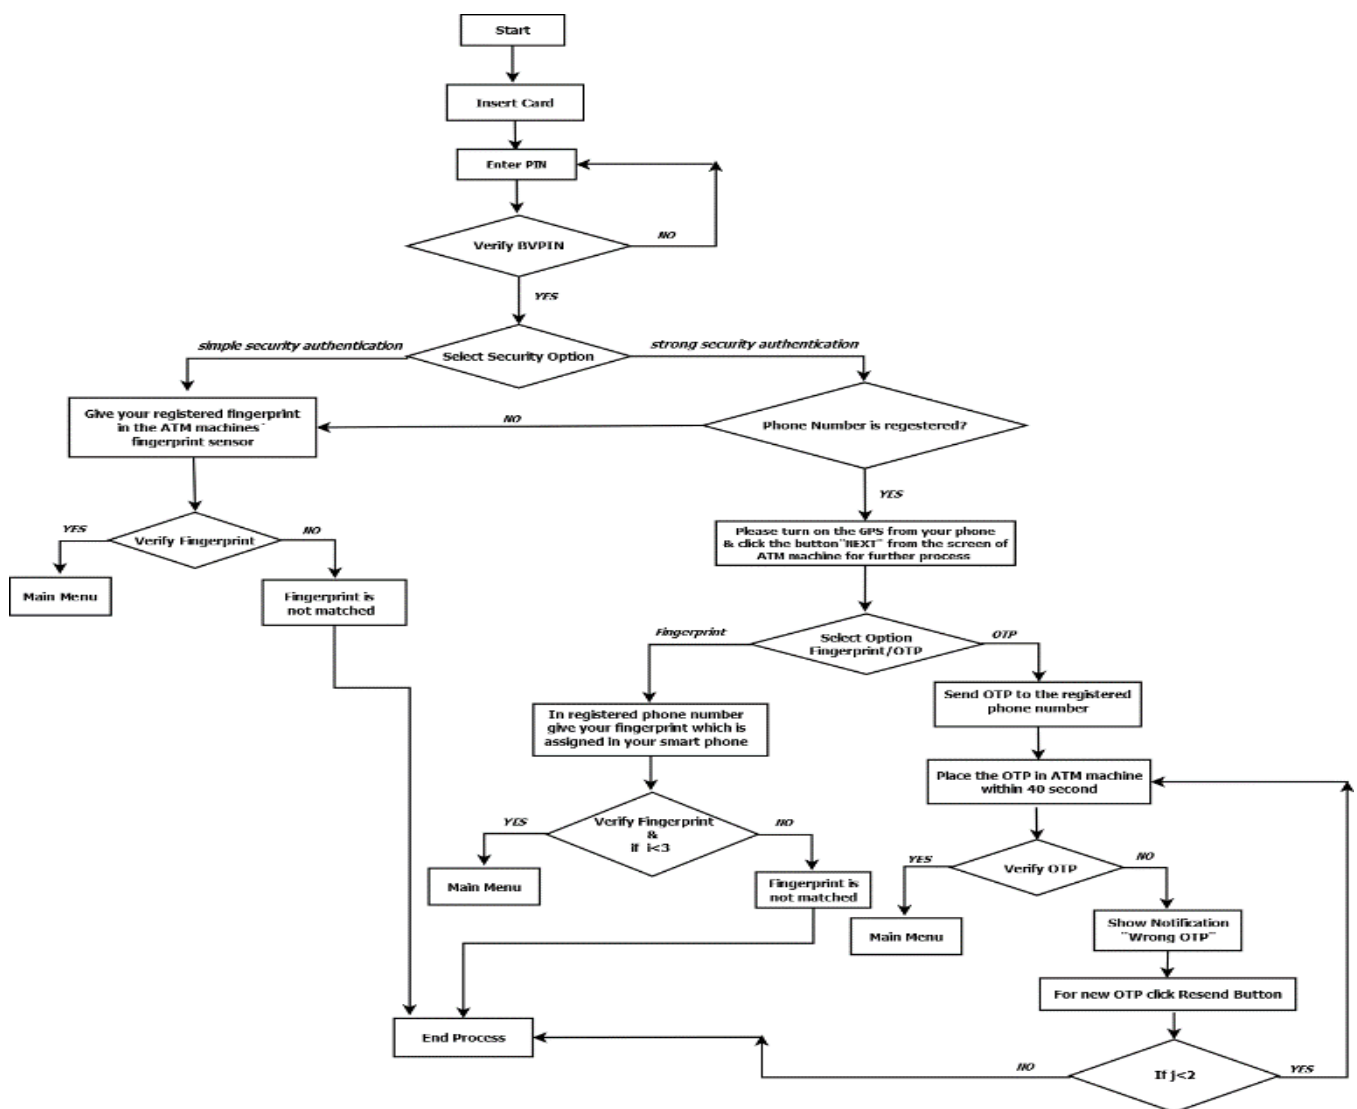 Start
Insert Card
Enter PIN
NO
Verify BVPIN
YES
simple security authentication
Select Security Option
strong security authentication
Give your registered fingerprint
in the ATM machines`
fingerprint sensor
NO
Phone Number is regestered?
YES
YES
Verify Fingerprint
NO
Please turn on the GPS from your phone
& click the button"NEXT" from the screen of
ATM machine for further process
Main Menu
Fingerprint is
not matched
Fingerprint
Select Option
Fingerprint/OTP
OTP
In registered phone number
give your fingerprint which is
assigned in your smart phone
Send OTP to the registered
phone number
Place the OTP in ATM machine
within 40 second
YES
Verify Fingerprint
&
if i<3
NO
YES
Verify OTP
NO
Main Menu
Fingerprint is
not matched
Main Menu
Show Notification
"Wrong OTP"
For new OTP click Resend Button
End Process
NO
If j<2
YES